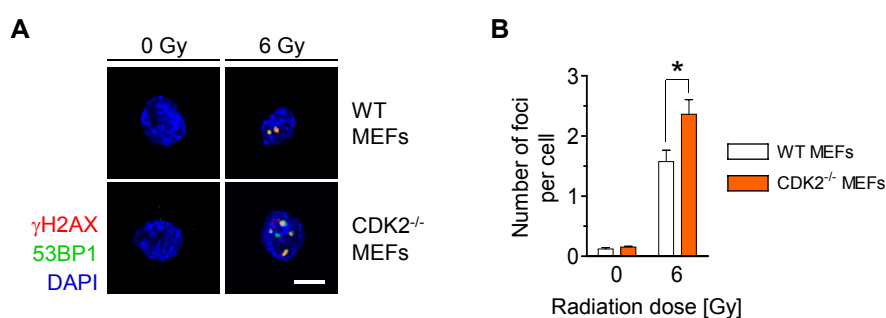 A
0 Gy
6 Gy
WT
MEFs
γH2AX
53BP1
DAPI
CDK2-/-
MEFs
B
Number of foci
per cell
3
2
1
0
*
0
6
Radiation dose [Gy]
WT MEFs
CDK2-/- MEFs